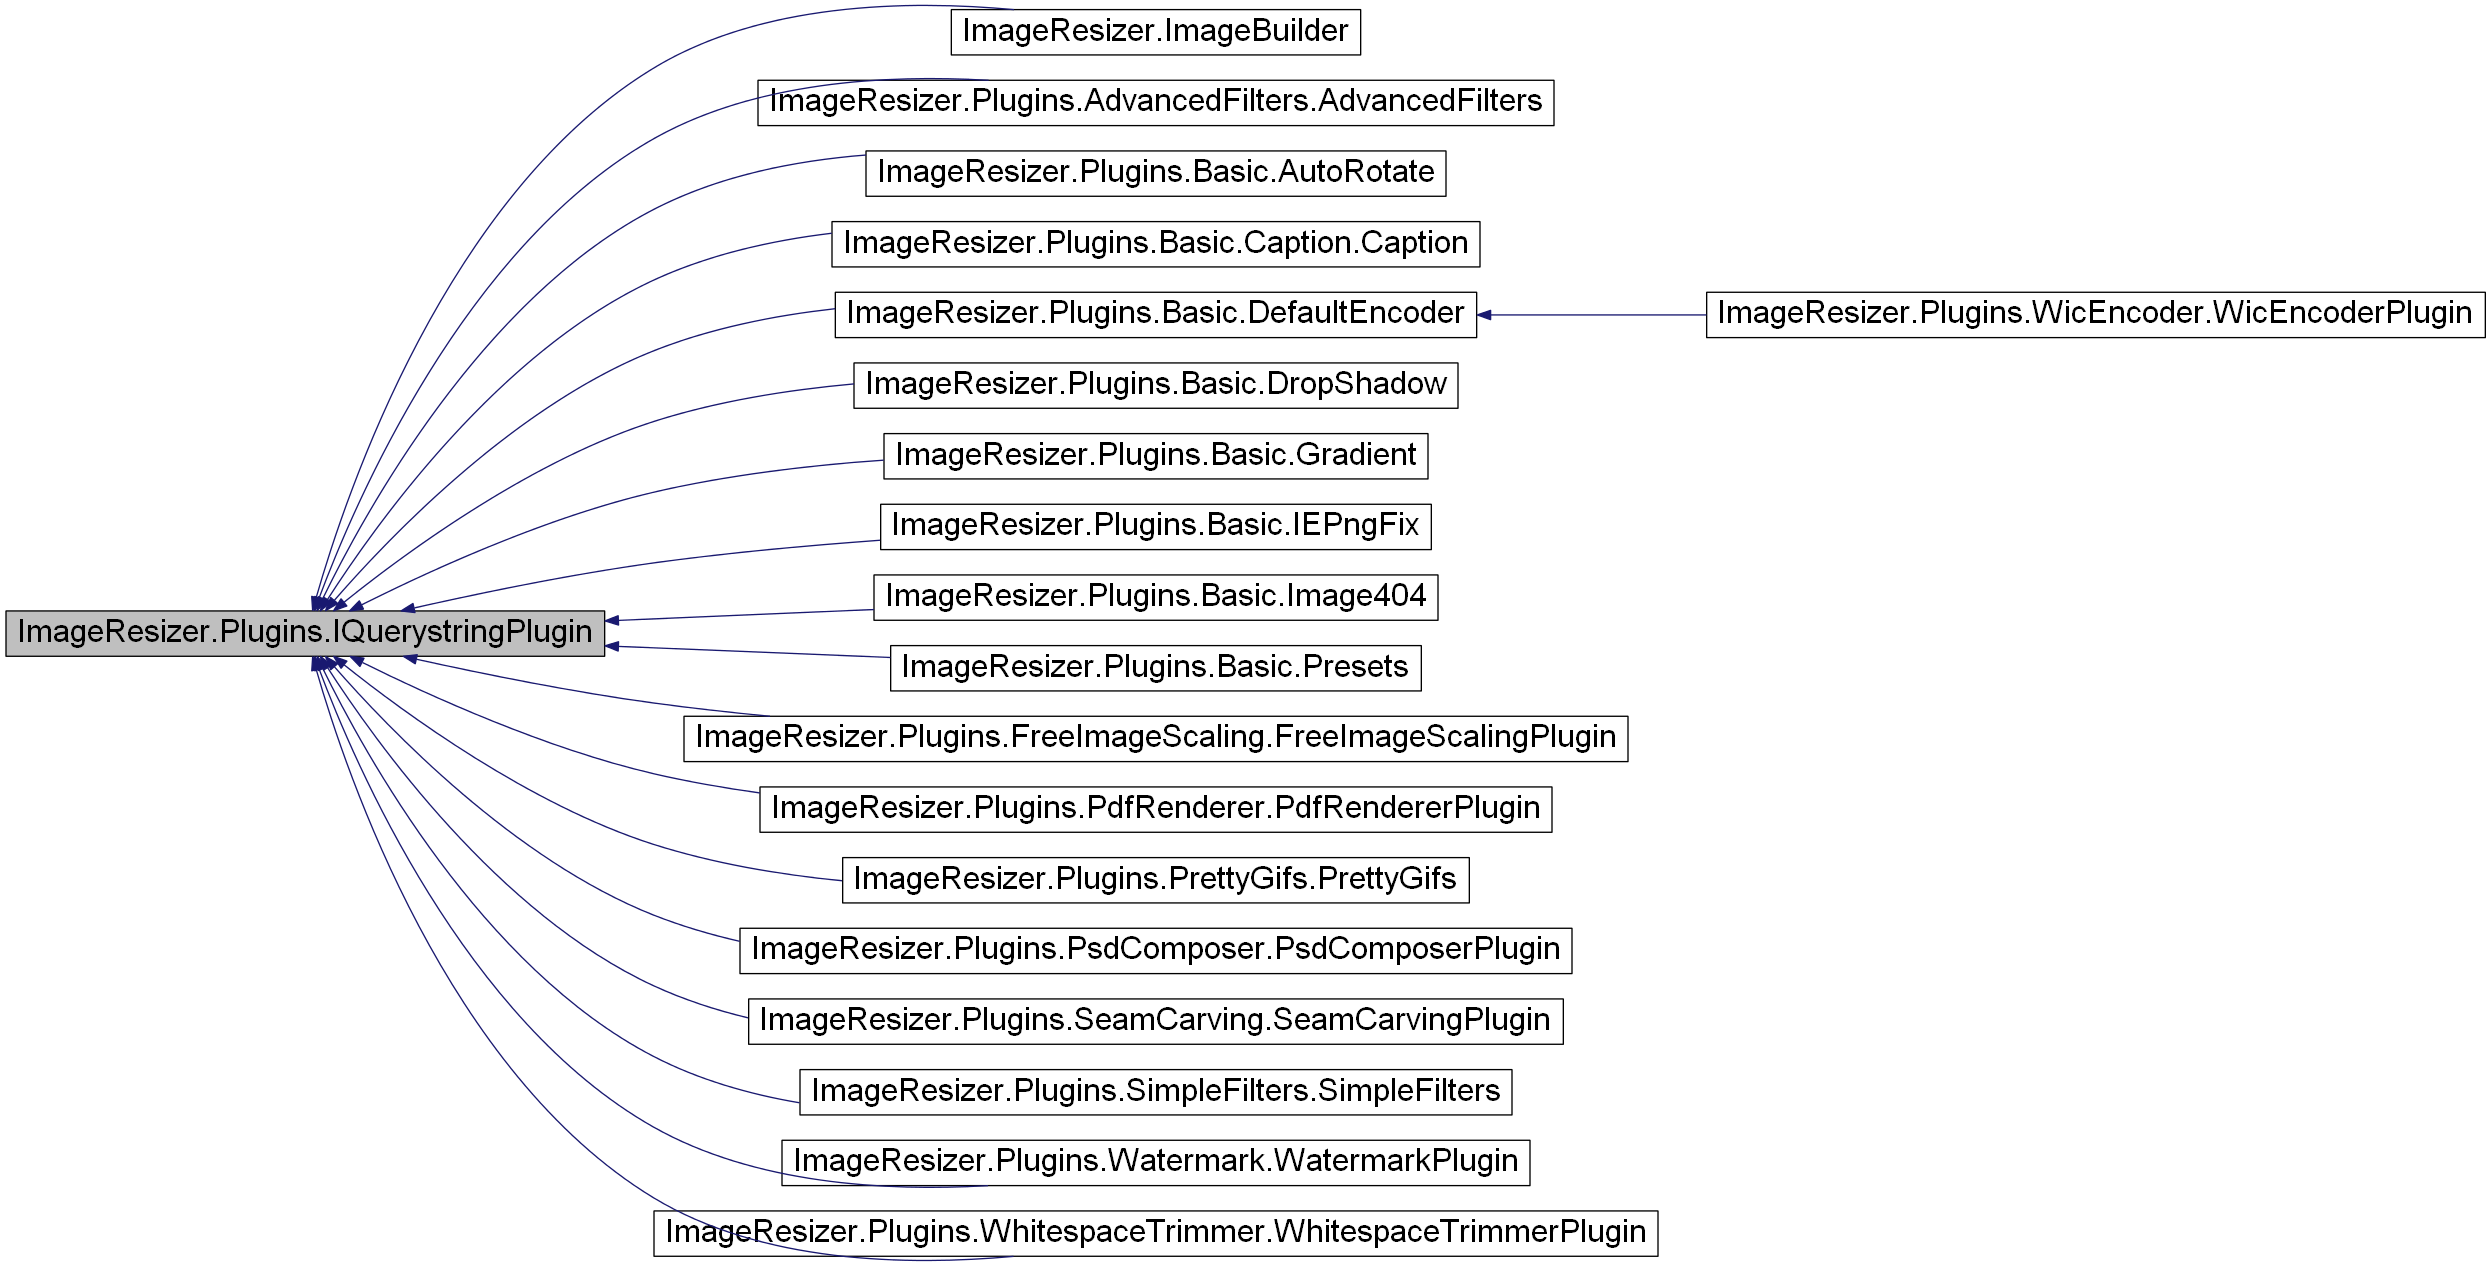 ImageResizer.ImageBuilder
ImageResizer.Plugins.AdvancedFilters.AdvancedFilters
ImageResizer.Plugins.Basic.AutoRotate
ImageResizer.Plugins.Basic.Caption.Caption
ImageResizer.Plugins.Basic.DefaultEncoder
ImageResizer.Plugins.WicEncoder.WicEncoderPlugin
ImageResizer.Plugins.Basic.DropShadow
ImageResizer.Plugins.Basic.Gradient
ImageResizer.Plugins.Basic.IEPngFix
ImageResizer.Plugins.Basic.Image404
ImageResizer.Plugins.IQuerystringPlugin
ImageResizer.Plugins.Basic.Presets
ImageResizer.Plugins.FreeImageScaling.FreeImageScalingPlugin
ImageResizer.Plugins.PdfRenderer.PdfRendererPlugin
ImageResizer.Plugins.PrettyGifs.PrettyGifs
ImageResizer.Plugins.PsdComposer.PsdComposerPlugin
ImageResizer.Plugins.SeamCarving.SeamCarvingPlugin
ImageResizer.Plugins.SimpleFilters.SimpleFilters
ImageResizer.Plugins.Watermark.WatermarkPlugin
ImageResizer.Plugins.WhitespaceTrimmer.WhitespaceTrimmerPlugin